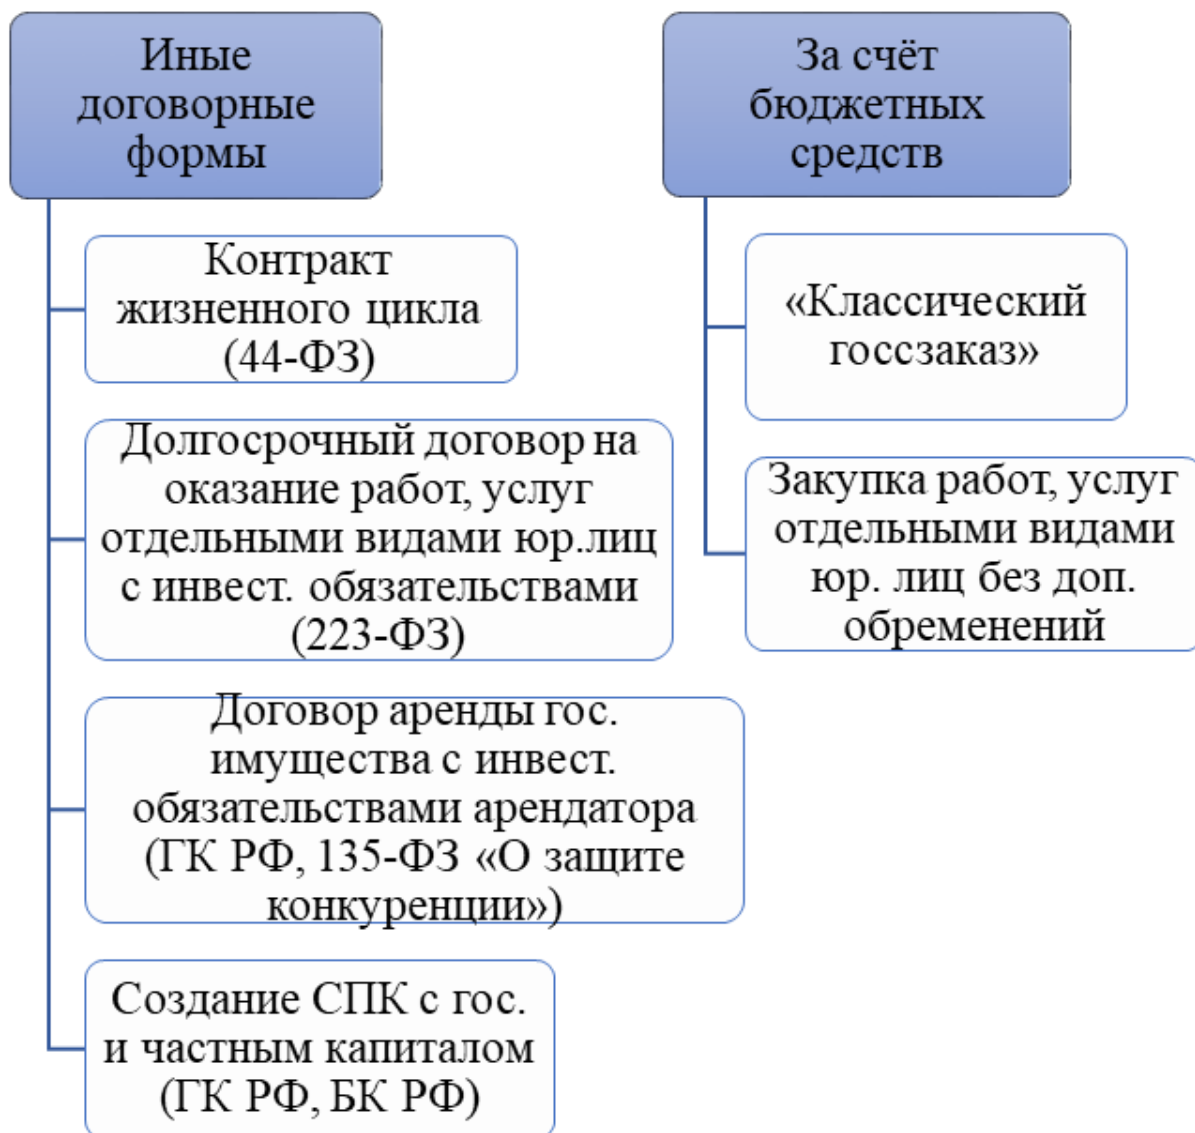 Иные
договорные
формы
Контракт
жизненного цикла
(44-ФЗ)
Долгосрочный договор на
оказание работ, услуг
отдельными видами юр.лиц
с инвест. обязательствами
(223-ФЗ)
Договор аренды гос.
имущества с инвест.
обязательствами арендатора
(ГК РФ, 135-ФЗ «О защите
конкуренции»)
Создание СПК с гос.
и частным капиталом
(ГК РФ, БК РФ)
За счёт
бюджетных
средств
«Классический
госсзаказ»
Закупка работ, услуг
отдельными видами
юр. лиц без доп.
обременений